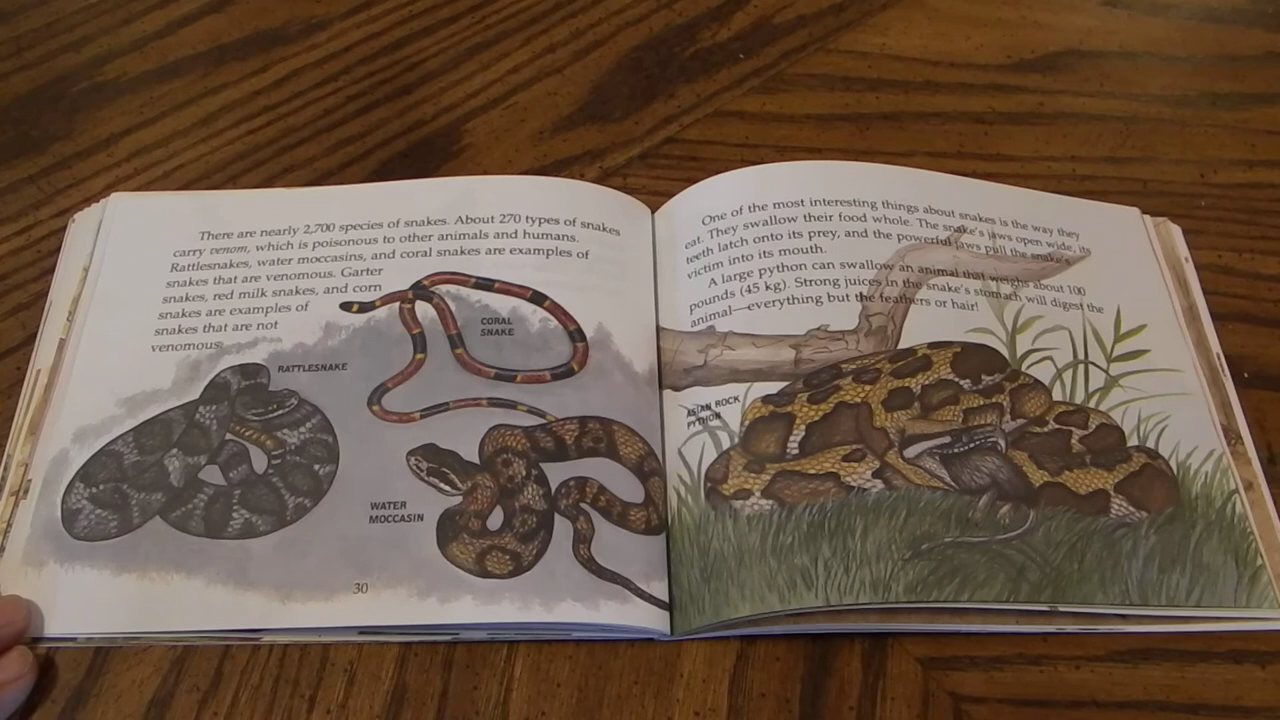 There are nearly 2,700 species of snakes. About 270 types of snakes
carry venom, which is poisonous to other animals and humans.
Rattlesnakes, water moccasins, and coral snakes are examples of
snakes that are venomous. Garter
snakes, red milk snakes, and corn
snakes are examples of
snakes that are not
venomous.
CORAL
SNAKE
RATTLESNAKE
WATER
MOCCASIN
30
One of the most interesting things about snakes is the way they
eat. They swallow their food whole. The snake's jaws open wide, its
teeth latch onto its prey, and the powerful jaws pull the snake's
victim into its mouth.
A large python can swallow an animal that weighs about 100
pounds (45 kg). Strong juices in the snake's stomach will digest the
animal—everything but the feathers or hair!
ASIAN ROCK
PYTHON